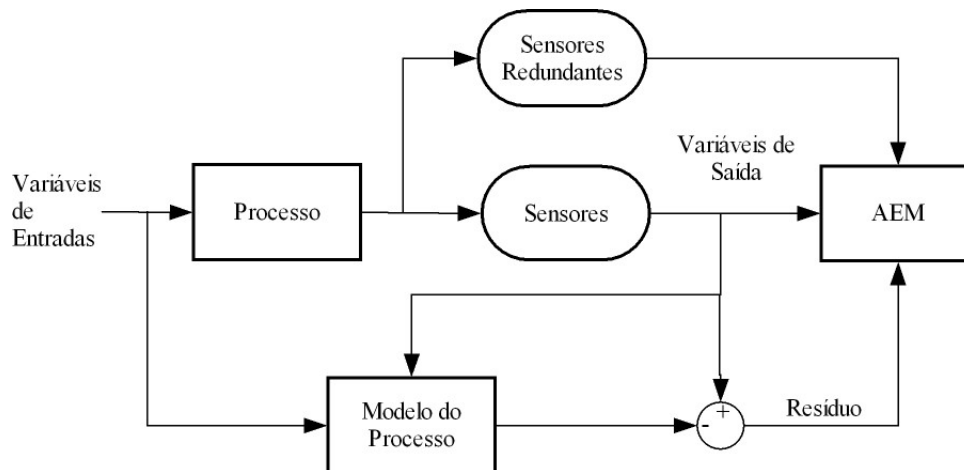 Sensores
Redundantes
Variáveis de
Saída
Variáveis
de
Entradas
Processo
Sensores
AEM
Modelo do
Processo
- +
Resíduo